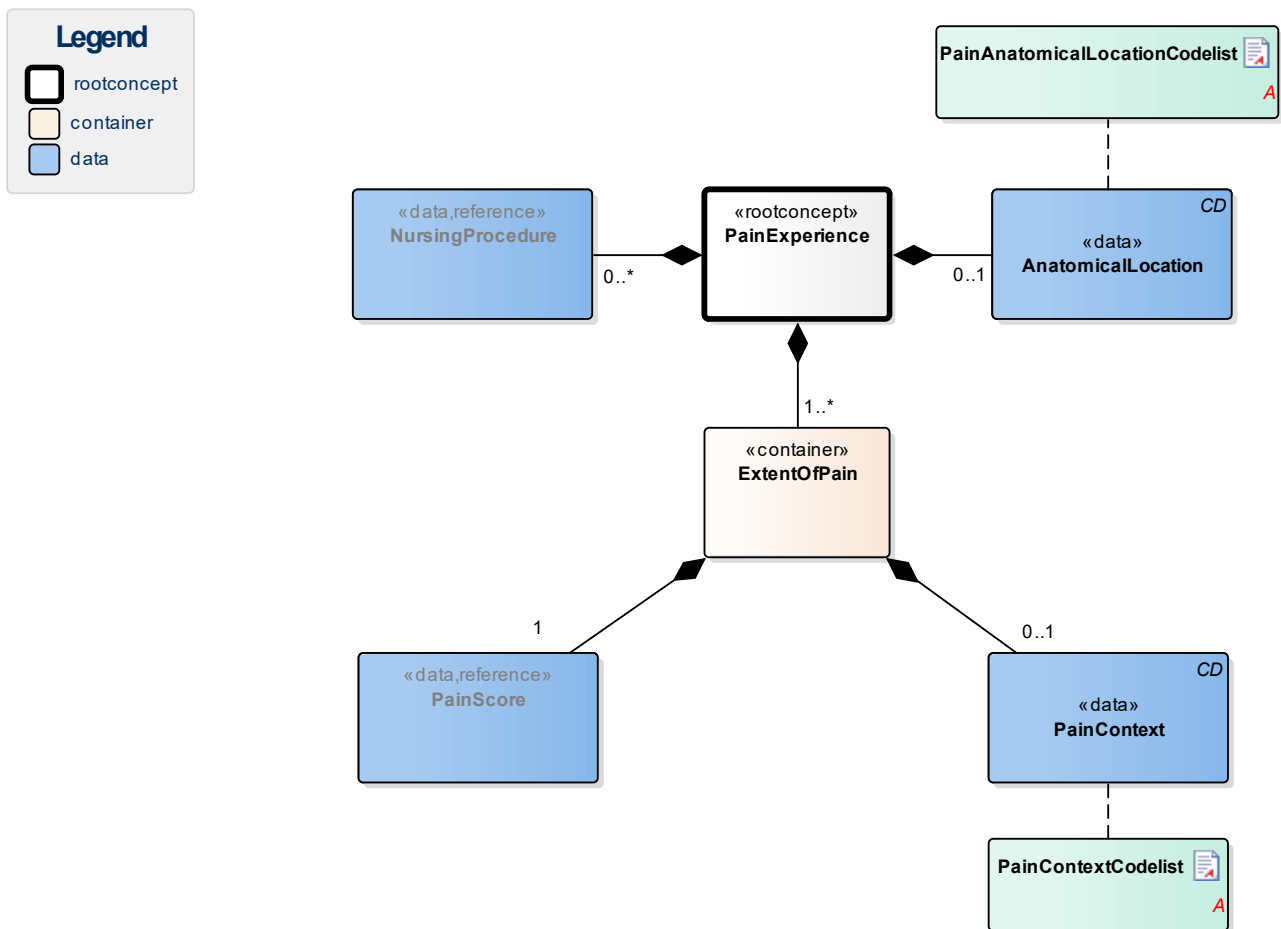 Legend
rootconcept
container
data
PainAnatomicalLocationCodelist
A
«data,reference»
NursingProcedure
0..*
«rootconcept»
PainExperience
CD
«data»
AnatomicalLocation
0..1
1..*
«container»
ExtentOfPain
1
0..1
«data,reference»
PainScore
CD
«data»
PainContext
PainContextCodelist
A